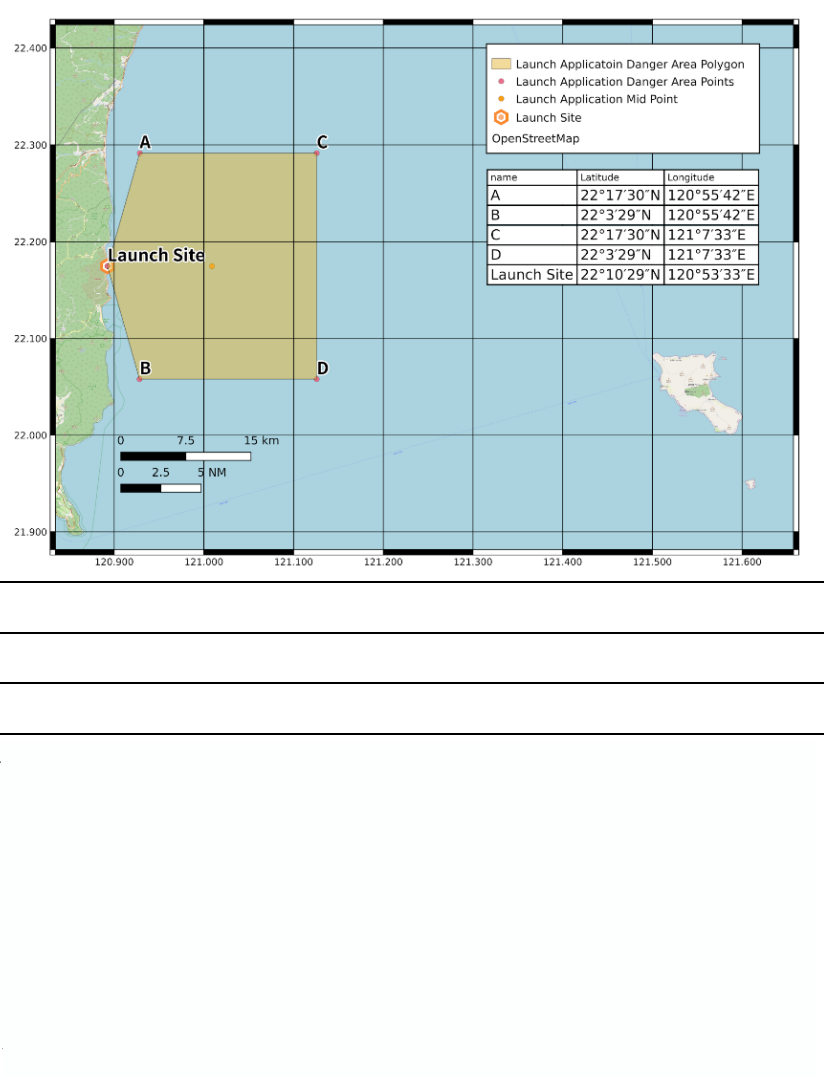 22.400
22.300
22.200
22.100
22.000
21.900
120.900 121.000 121.100 121.200 121.300 121.400 121.500 121.600
A
C
Launch Site
B
D
0 7.5 15 km
0 2.5 5 NM
Launch Applicatoin Danger Area Polygon
Launch Application Danger Area Points
Launch Application Mid Point
Launch Site
OpenStreetMap
name Latitude Longitude
A 22°17′30″N 120°55′42″E
B 22°3′29″N 120°55′42″E
C 22°17′30″N 121°7′33″E
D 22°3′29″N 121°7′33″E
Launch Site 22°10′29″N 120°53′33″E